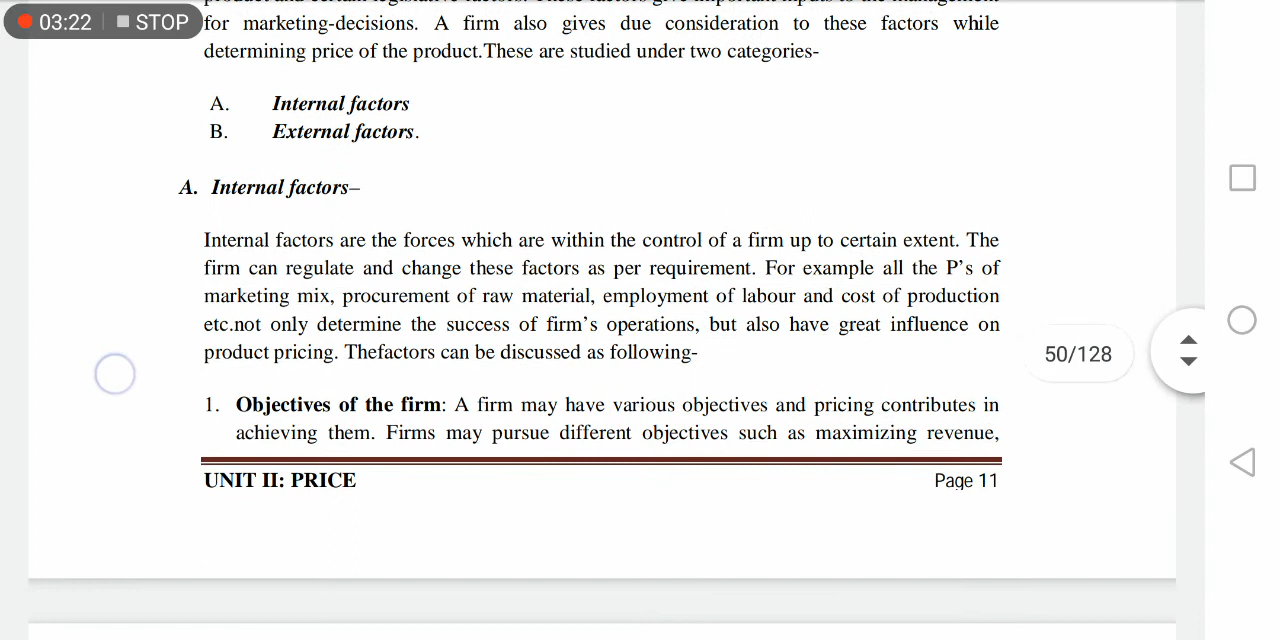 03:22 STOP
for marketing-decisions. A firm also gives due consideration to these factors while
determining price of the product.These are studied under two categories-
A. Internal factors
B. External factors.
A. Internal factors–
Internal factors are the forces which are within the control of a firm up to certain extent. The
firm can regulate and change these factors as per requirement. For example all the P’s of
marketing mix, procurement of raw material, employment of labour and cost of production
etc.not only determine the success of firm’s operations, but also have great influence on
product pricing. Thefactors can be discussed as following-
50/128
1. Objectives of the firm: A firm may have various objectives and pricing contributes in
achieving them. Firms may pursue different objectives such as maximizing revenue,
UNIT II: PRICE Page 11